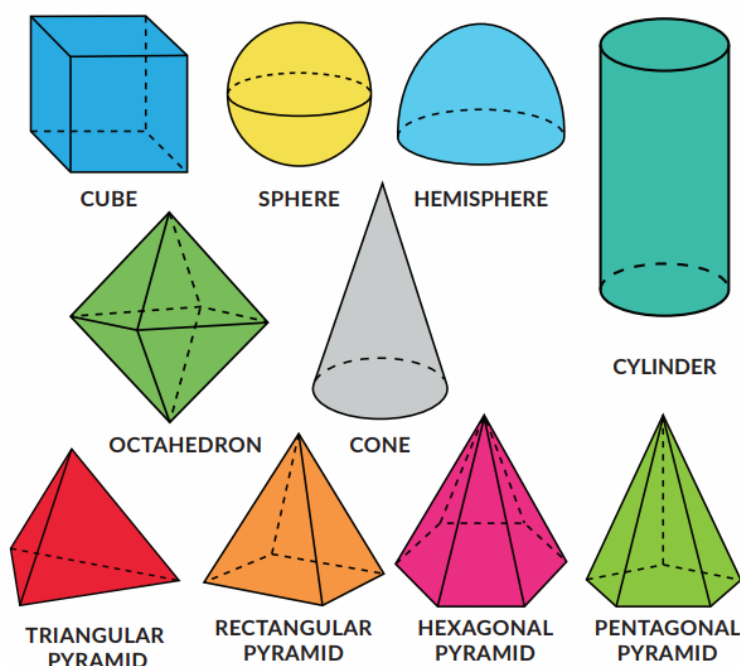 CUBE
SPHERE
HEMISPHERE
CYLINDER
OCTAHEDRON
CONE
TRIANGULAR
PYRAMID
RECTANGULAR
PYRAMID
HEXAGONAL
PYRAMID
PENTAGONAL
PYRAMID